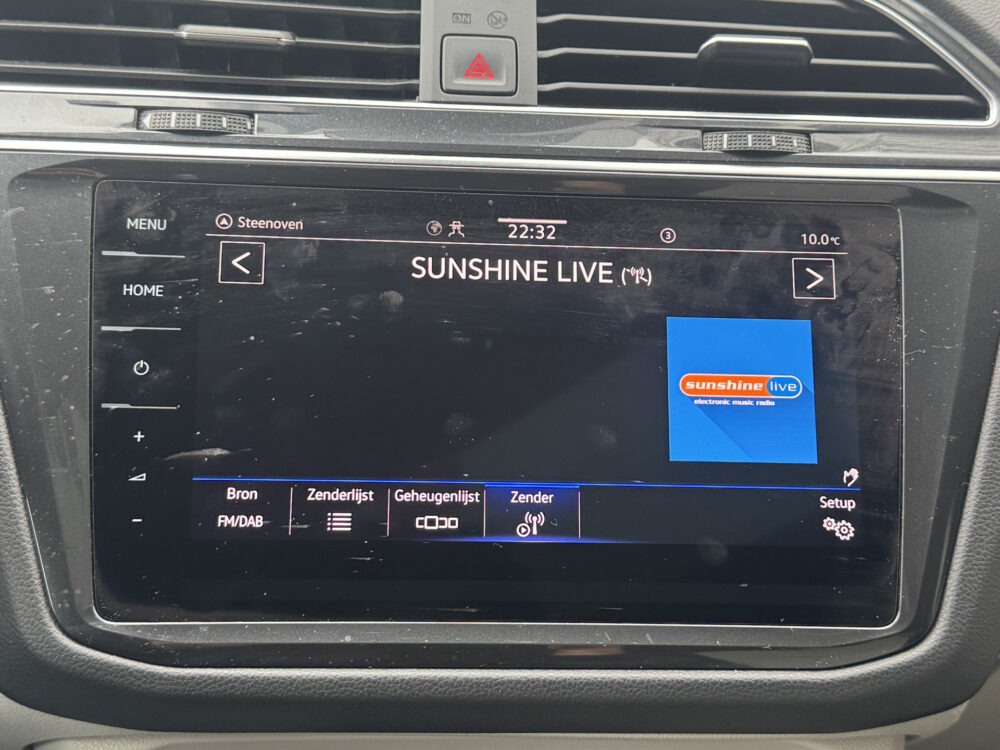 ON
MENU
Steenoven
22:32
3
10.0°C
HOME
<
SUNSHINE LIVE
>
sunshine live
electronic music radio
+
-
Bron
FM/DAB
Zenderlijst
Geheugenlijst
Zender
Setup